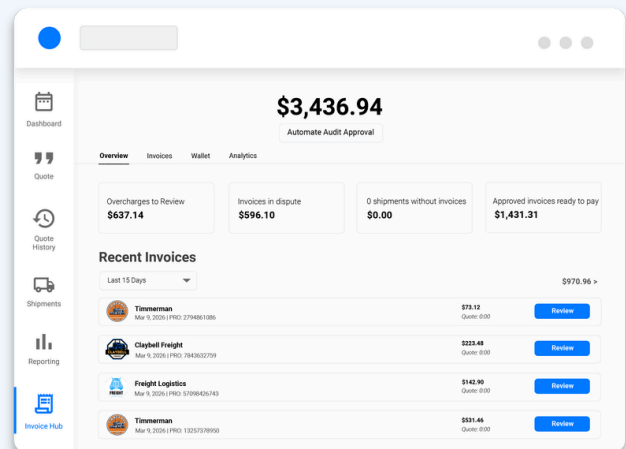 $3,436.94
Automate Audit Approval
Dashboard
Quote
Quote
History
Shipments
Reporting
Invoice Hub
Overview Invoices Wallet Analytics
Overcharges to Review
$637.14
Invoices in dispute
$596.10
0 shipments without invoices
$0.00
Approved invoices ready to pay
$1,431.31
Recent Invoices
Last 15 Days
$970.96 >
Timmerman
Mar 9, 2026 | PRO: 2794861086
$73.12
Quote: 0:00
Review
Claybell Freight
Mar 9, 2026 | PRO: 7843632759
$223.48
Quote: 0:00
Review
FREIGHT
Freight Logistics
Mar 9, 2026 | PRO: 57098426743
$142.90
Quote: 0:00
Review
Timmerman
Mar 9, 2026 | PRO: 13257378950
$531.46
Quote: 0:00
Review